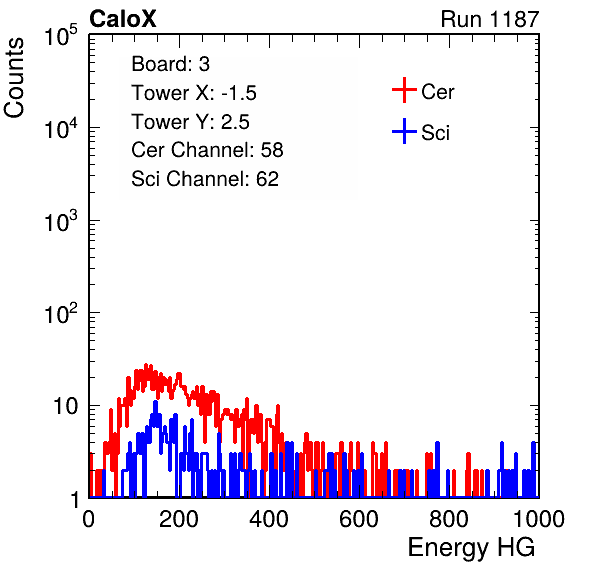 CaloX Run 1187
Counts
Board: 3
Tower X: -1.5
Tower Y: 2.5
Cer Channel: 58
Sci Channel: 62
Cer
Sci
10^5
10^4
10^3
10^2
10
1
0 200 400 600 800 1000
Energy HG